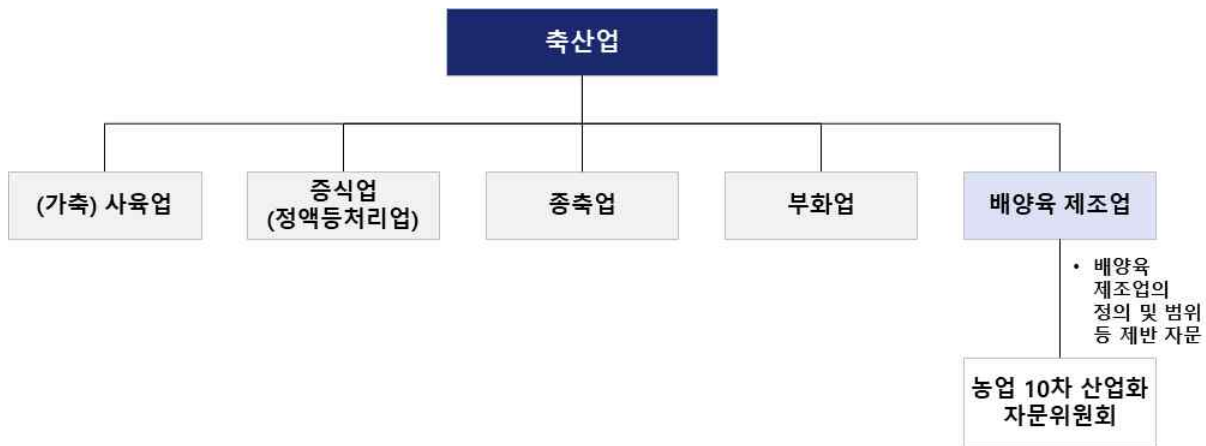 축산업
(가축) 사육업
증식업
(정액등처리업)
종축업
부화업
배양육 제조업
• 배양육
제조업의
정의 및 범위
등 제반 자문
농업 10차 산업화
자문위원회